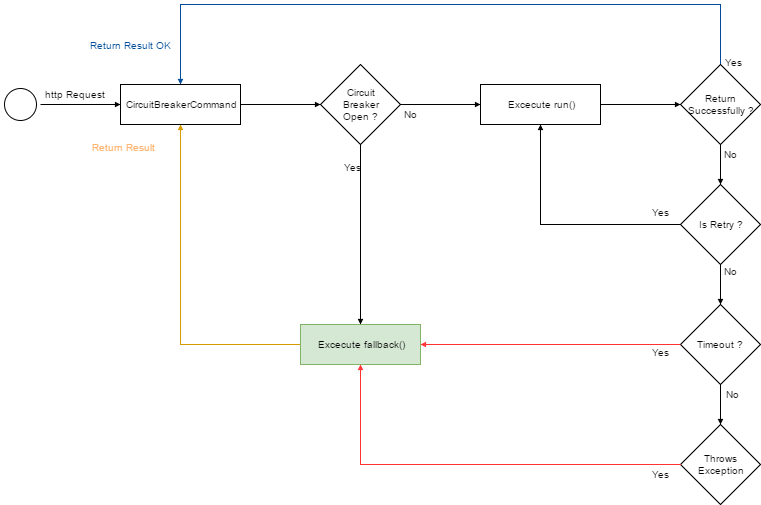 Return Result OK
Yes
http Request
CircuitBreakerCommand
Circuit
Breaker
Open ?
No
Excecute run()
Return
Successfully ?
Return Result
Yes
No
Yes
Is Retry ?
No
Excecute fallback()
Timeout ?
Yes
No
Throws
Exception
Yes